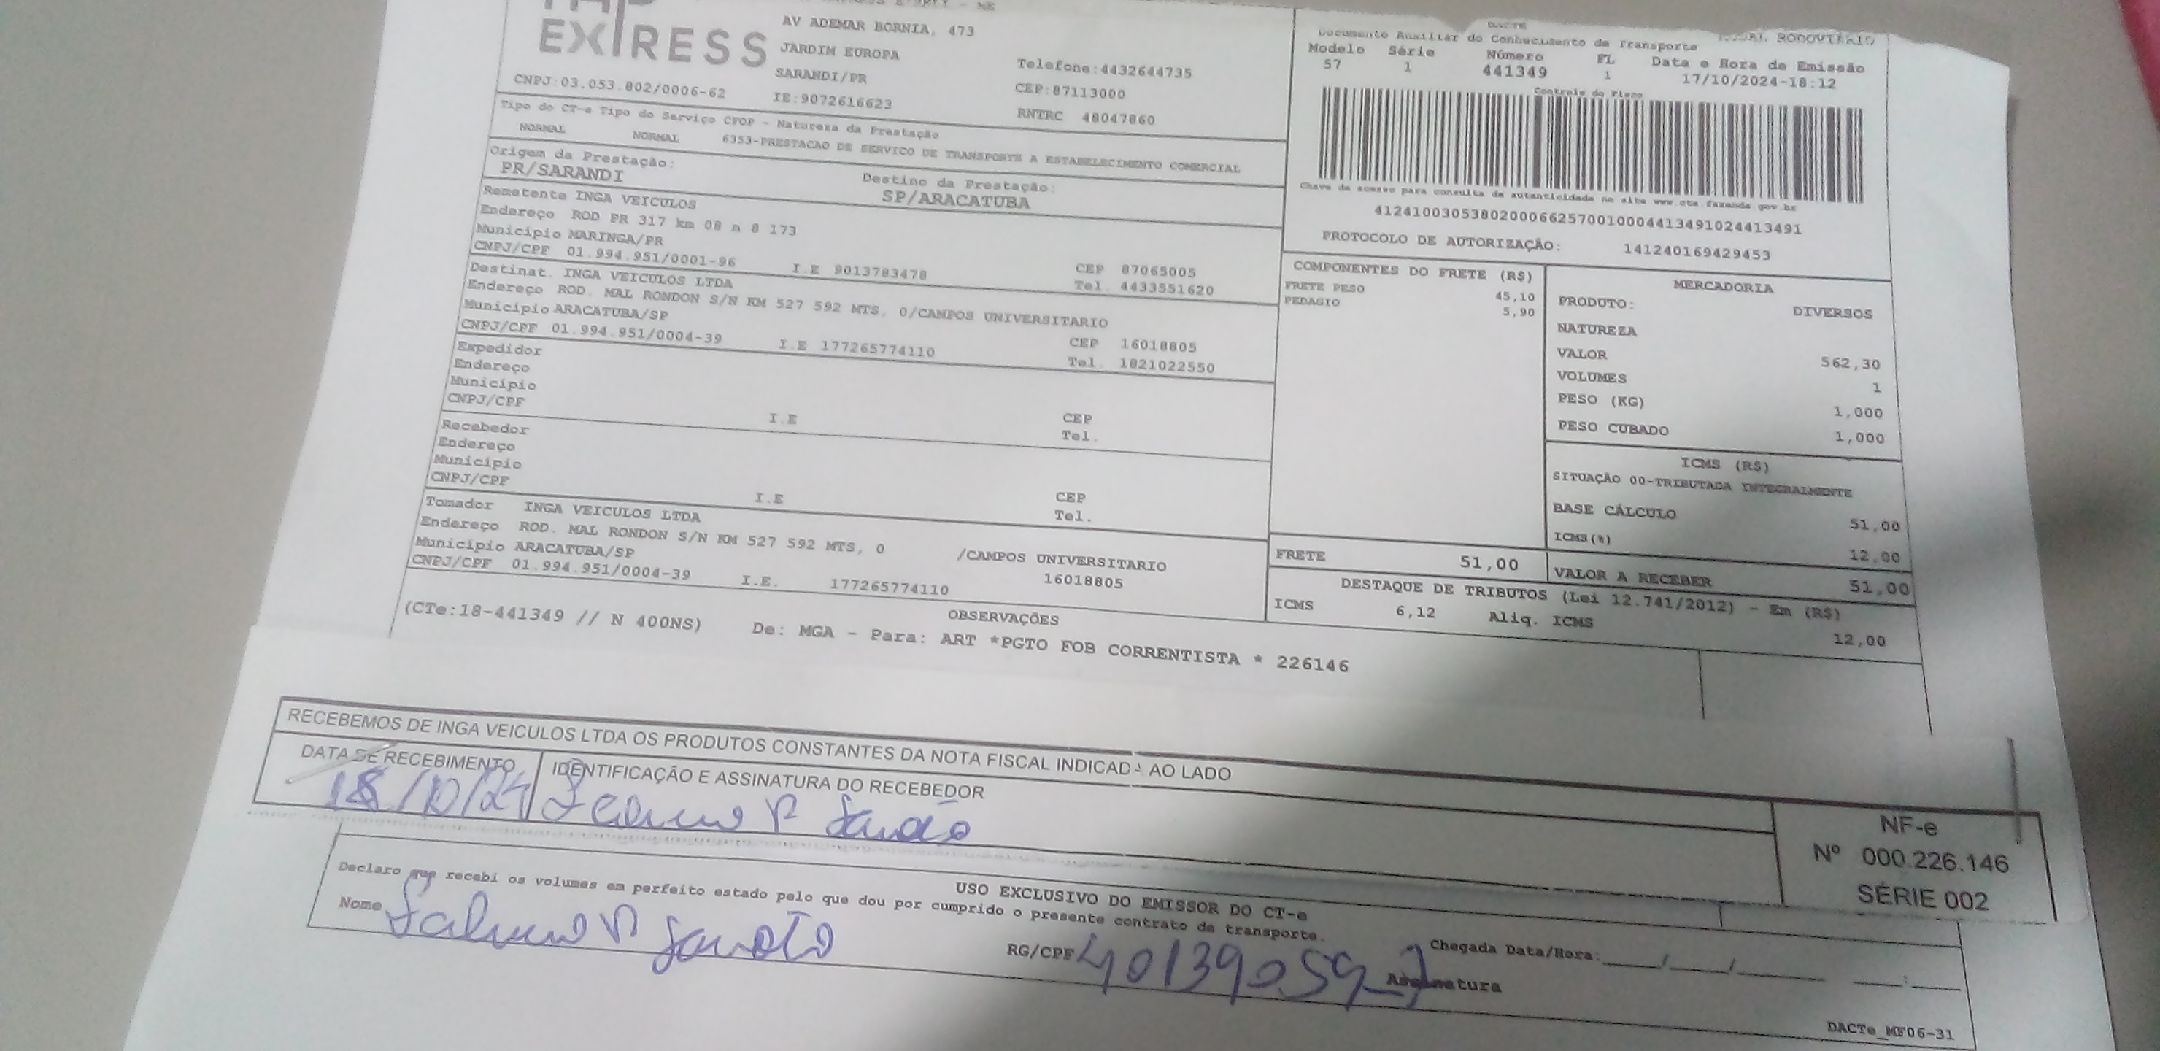 EXPRESS
AV ADEMAR BORNIA, 473
JARDIM EUROPA
SARANDI/PR
Telefone:4432644735
CNPJ:03.053.802/0006-62
IE:9072616623
CEP:87113000
RNTRC 48047860
Tipo do CT-e Tipo do Serviço CFOP - Natureza da Prestação
NORMAL NORMAL 6353-PRESTACAO DE SERVICO DE TRANSPORTE A ESTABELECIMENTO COMERCIAL
Origem da Prestação: Destino da Prestação:
PR/SARANDI SP/ARACATUBA
Remetente INGA VEICULOS
Endereço ROD PR 317 km 08 n 8 173
Município MARINGA/PR CEP 87065005
CNPJ/CPF 01.994.951/0001-96 I.E 9013783478 Tel. 4433551620
Destinat. INGA VEICULOS LTDA
Endereço ROD. MAL RONDON S/N KM 527 592 MTS, 0/CAMPOS UNIVERSITARIO
Município ARACATUBA/SP CEP 16018805
CNPJ/CPF 01.994.951/0004-39 I.E 177265774110 Tel. 1821022550
Expedidor
Endereço
Município CEP
CNPJ/CPF I.E Tel.
Recebedor
Endereço
Município CEP
CNPJ/CPF I.E Tel.
Tomador INGA VEICULOS LTDA
Endereço ROD. MAL RONDON S/N KM 527 592 MTS, 0 /CAMPOS UNIVERSITARIO
Município ARACATUBA/SP 16018805
CNPJ/CPF 01.994.951/0004-39 I.E. 177265774110
OBSERVAÇÕES
(CTe:18-441349 // N 400NS) De: MGA - Para: ART *PGTO FOB CORRENTISTA * 226146
Documento Auxiliar do Conhecimento de Transporte
Modelo Série Número FL Data e Hora de Emissão
57 1 441349 1 17/10/2024-18:12
Controle do Fisco
Chave de acesso para consulta de autenticidade no site www.cte.fazenda.gov.br
41241003053802000662570010004413491024413491
PROTOCOLO DE AUTORIZAÇÃO: 141240169429453
COMPONENTES DO FRETE (R$)
FRETE PESO 45,10
PEDAGIO 5,90
MERCADORIA
PRODUTO: DIVERSOS
NATUREZA
VALOR 562,30
VOLUMES 1
PESO (KG) 1,000
PESO CUBADO 1,000
ICMS (R$)
SITUAÇÃO 00-TRIBUTADA INTEGRALMENTE
BASE CÁLCULO 51,00
ICMS(%) 12,00
FRETE 51,00 VALOR A RECEBER 51,00
DESTAQUE DE TRIBUTOS (Lei 12.741/2012) - Em (R$)
ICMS 6,12 Aliq. ICMS 12,00
RECEBEMOS DE INGA VEICULOS LTDA OS PRODUTOS CONSTANTES DA NOTA FISCAL INDICADA AO LADO
DATA DE RECEBIMENTO IDENTIFICAÇÃO E ASSINATURA DO RECEBEDOR
18/10/24
NF-e
Nº 000.226.146
SÉRIE 002
USO EXCLUSIVO DO EMISSOR DO CT-e
Declaro que recebi os volumes em perfeito estado pelo que dou por cumprido o presente contrato de transporte.
Nome
RG/CPF 40139059-7
Assinatura
Chegada Data/Hora:____/____/______ ____:____
DACTe_MF06-31